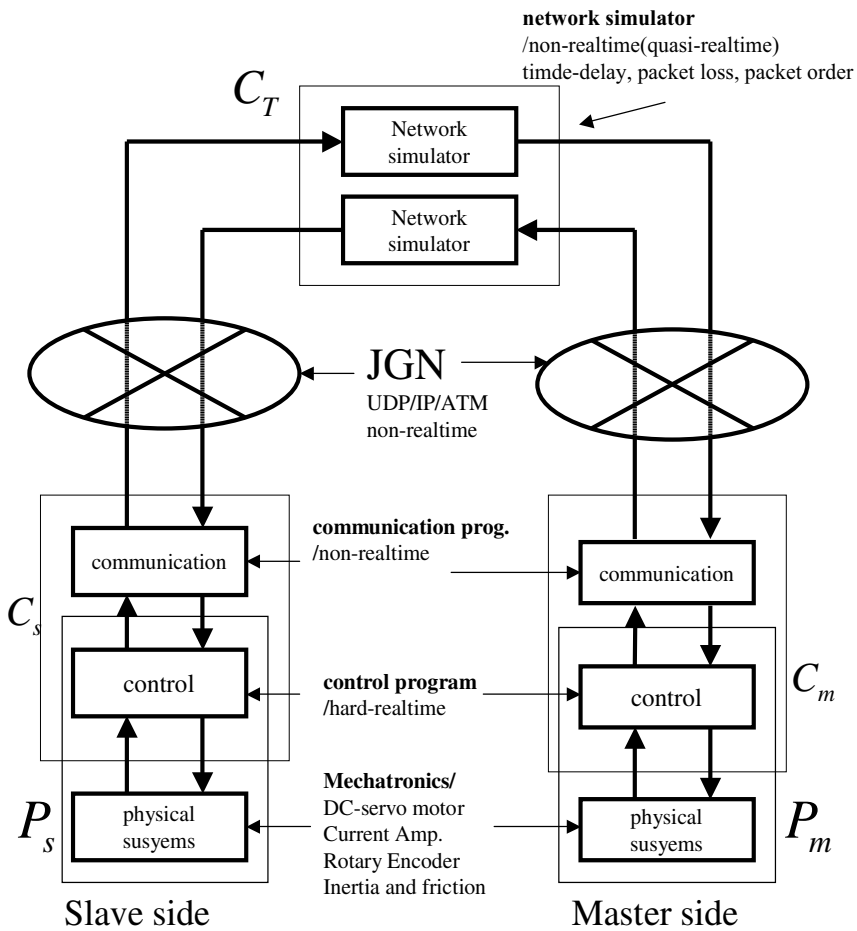 network simulator
/non-realtime(quasi-realtime)
timde-delay, packet loss, packet order
C_T
Network
simulator
Network
simulator
JGN
UDP/IP/ATM
non-realtime
communication prog.
/non-realtime
communication
communication
C_s
control program
/hard-realtime
control
control
C_m
Mechatronics/
DC-servo motor
Current Amp.
Rotary Encoder
Inertia and friction
P_s
physical
susyems
physical
susyems
P_m
Slave side
Master side